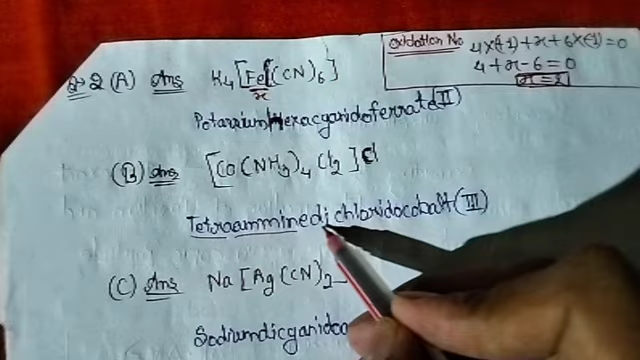 Oxidation No 4×(+1)+x+6×(-1)=0
4+x-6=0
x=2
Q-2 (A) Ans K4[Fe(CN)6]
x
Potassium Hexacyanidoferrate(II)
(B) Ans [Co(NH3)4Cl2]Cl
Tetraamminedichloridocobalt(III)
(C) Ans Na[Ag(CN)2
Sodiumdicyanido